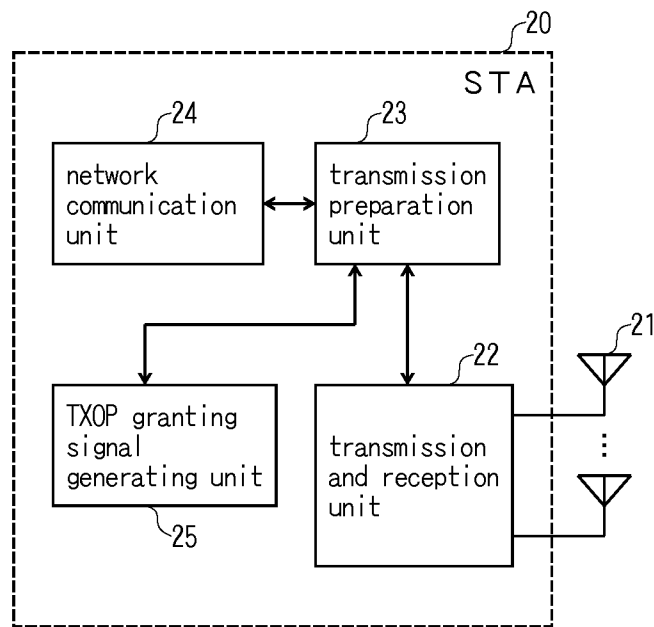 20
STA
24
network
communication
unit
23
transmission
preparation
unit
21
22
TXOP granting
signal
generating unit
25
transmission
and reception
unit